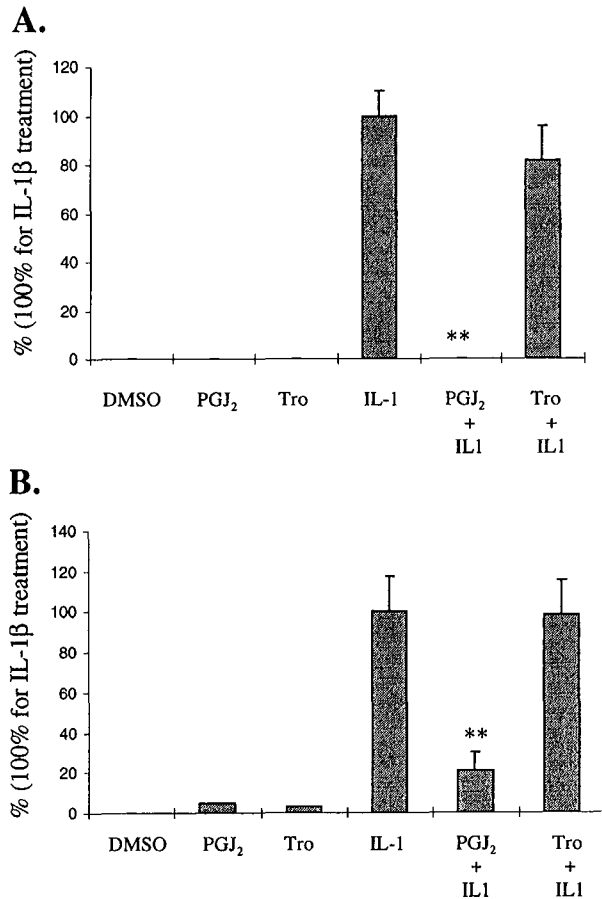 A.
% (100% for IL-1β treatment)
120
100
80
60
40
20
0
**
DMSO PGJ₂ Tro IL-1 PGJ₂ + IL1 Tro + IL1
B.
% (100% for IL-1β treatment)
140
120
100
80
60
40
20
0
**
DMSO PGJ₂ Tro IL-1 PGJ₂ + IL1 Tro + IL1